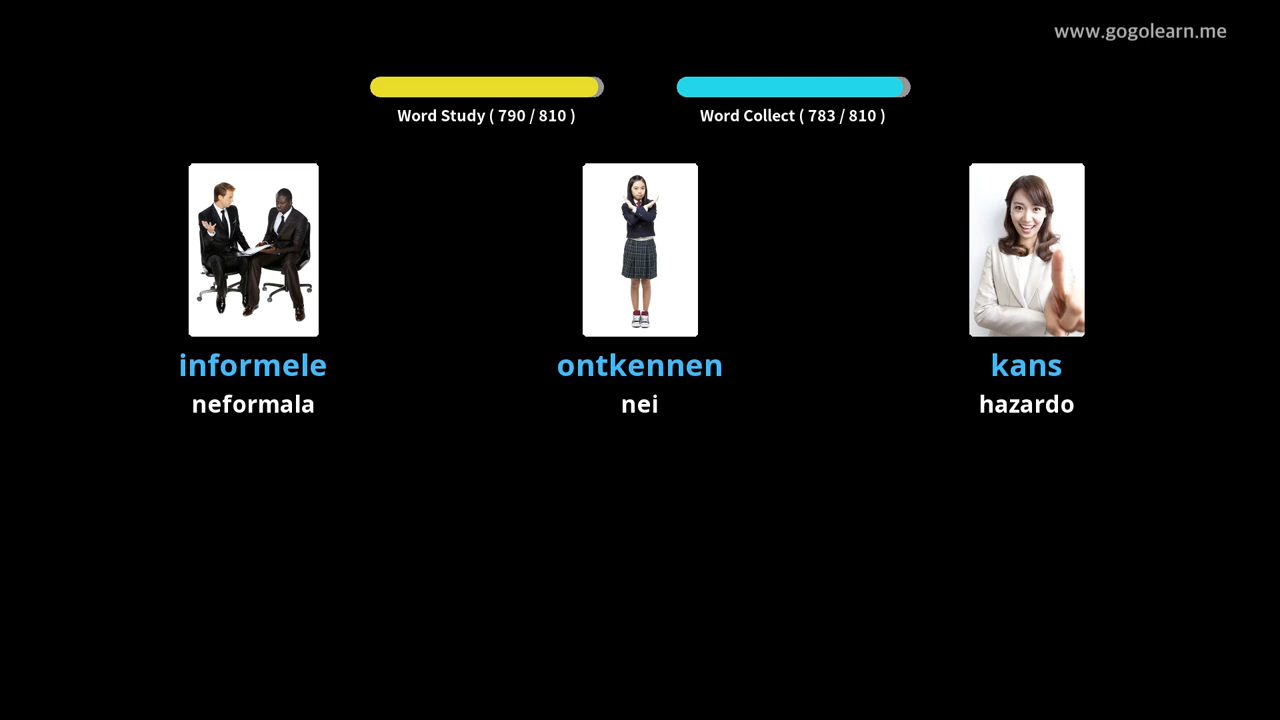 www.gogolearn.me
Word Study ( 790 / 810 )
Word Collect ( 783 / 810 )
informele
ontkennen
kans
neformala
nei
hazardo